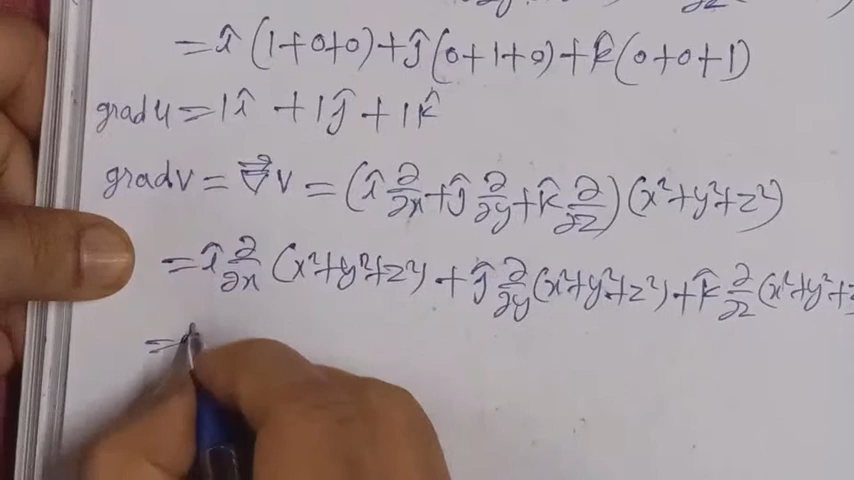 = î(1+0+0)+ĵ(0+1+0)+k̂(0+0+1)
grad u = 1î + 1ĵ + 1k̂
grad v = ∇⃗v = (î ∂/∂x + ĵ ∂/∂y + k̂ ∂/∂z)(x²+y²+z²)
= î ∂/∂x (x²+y²+z²) + ĵ ∂/∂y (x²+y²+z²) + k̂ ∂/∂z (x²+y²+z
=